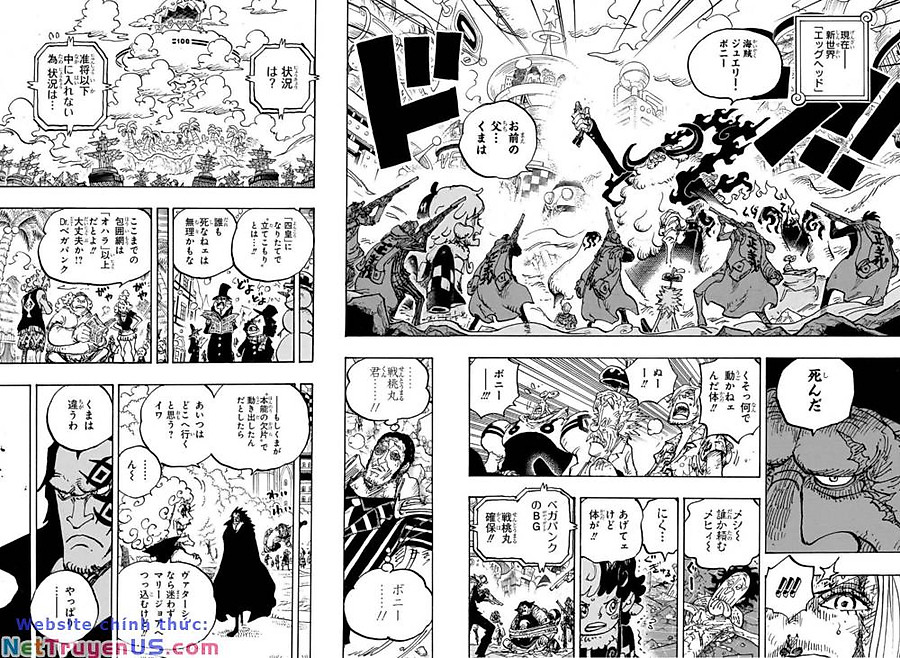 現在
新世界
「エッグヘッド」
海賊
ジュエリー・
ボニー
お前の
父…
くまは
ドドン!!!
死んだ
くそっ何で
動かねェ
んだ体!!
ぬー
――!!
ボニー
――!!
!!!
メシ〜
誰か頼む
メヒィ〜
にく…
あげてェ
けど
体が
ベガパンク
のBG
戦桃丸
確保!!
戦桃丸
君…!!
ボニー
…!!
状況
は?
准将以下
中に入れない
為 状況は…
「四皇」に
なりたてで
立てこもり
とは…!!
誰も
死なねェは
無理かもな
ここまでの
包囲網は
「オハラ」以上
だとよ!!
大丈夫か!?
Dr.ベガパンク
――もしくまが
“本能の欠片”で
動き出したん
だとしたら
あいつは
どこへ行く
と思う?
イワ
ん〜〜
ヴァターシ
なら迷わず
マリージョア
つっ込むけど!!
くまは
違うわ
やっぱ
Website chính thức:
NetTruyenUS.com